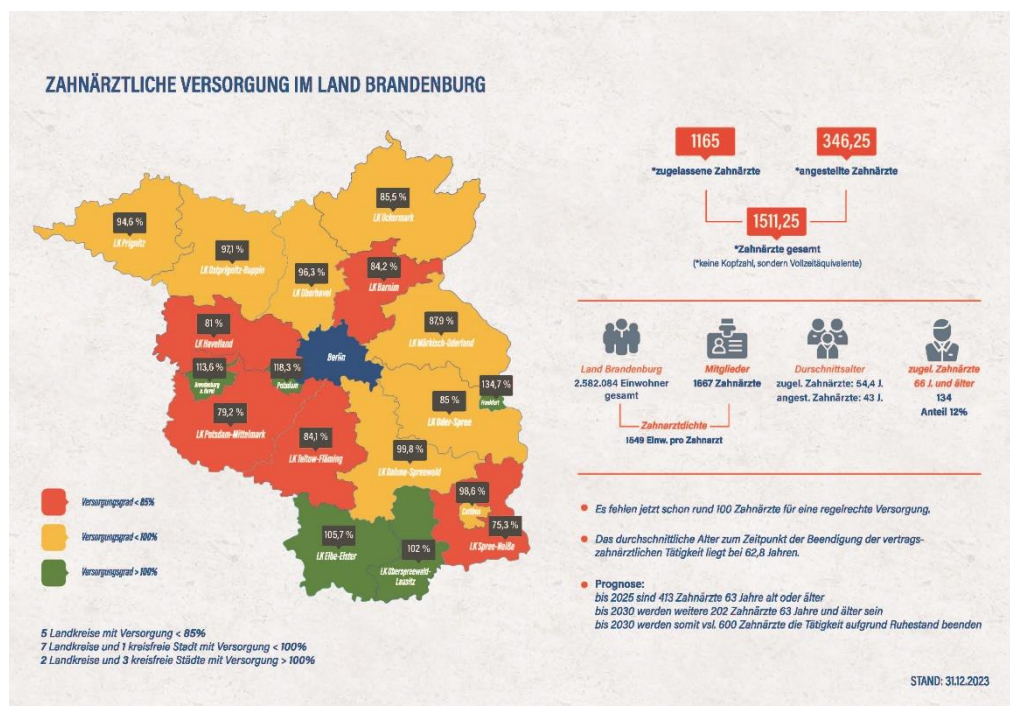 ZAHNÄRZTLICHE VERSORGUNG IM LAND BRANDENBURG
85,5 %
LK Uckermark
94,6 %
LK Prignitz
97,1 %
LK Ostprignitz-Ruppin
96,3 %
LK Oberhavel
84,2 %
LK Barnim
81 %
LK Havelland
87,9 %
LK Märkisch-Oderland
Berlin
113,6 %
Brandenburg
a. d. Havel
118,3 %
Potsdam
134,7 %
Frankfurt
79,2 %
LK Potsdam-Mittelmark
85 %
LK Oder-Spree
84,1 %
LK Teltow-Fläming
99,8 %
LK Dahme-Spreewald
98,6 %
Cottbus
75,3 %
LK Spree-Neiße
105,7 %
LK Elbe-Elster
102 %
LK Oberspreewald-
Lausitz
Versorgungsgrad < 85%
Versorgungsgrad < 100%
Versorgungsgrad > 100%
5 Landkreise mit Versorgung < 85%
7 Landkreise und 1 kreisfreie Stadt mit Versorgung < 100%
2 Landkreise und 3 kreisfreie Städte mit Versorgung > 100%
1165
*zugelassene Zahnärzte
346,25
*angestellte Zahnärzte
1511,25
*Zahnärzte gesamt
(*keine Kopfzahl, sondern Vollzeitäquivalente)
Land Brandenburg
2.582.084 Einwohner
gesamt
Mitglieder
1667 Zahnärzte
Zahnarztdichte
1549 Einw. pro Zahnarzt
Durschnittsalter
zugel. Zahnärzte: 54,4 J.
angest. Zahnärzte: 43 J.
zugel. Zahnärzte
66 J. und älter
134
Anteil 12%
Es fehlen jetzt schon rund 100 Zahnärzte für eine regelrechte Versorgung.
Das durchschnittliche Alter zum Zeitpunkt der Beendigung der vertrags-
zahnärztlichen Tätigkeit liegt bei 62,8 Jahren.
Prognose:
bis 2025 sind 413 Zahnärzte 63 Jahre alt oder älter
bis 2030 werden weitere 202 Zahnärzte 63 Jahre und älter sein
bis 2030 werden somit vsl. 600 Zahnärzte die Tätigkeit aufgrund Ruhestand beenden
STAND: 31.12.2023